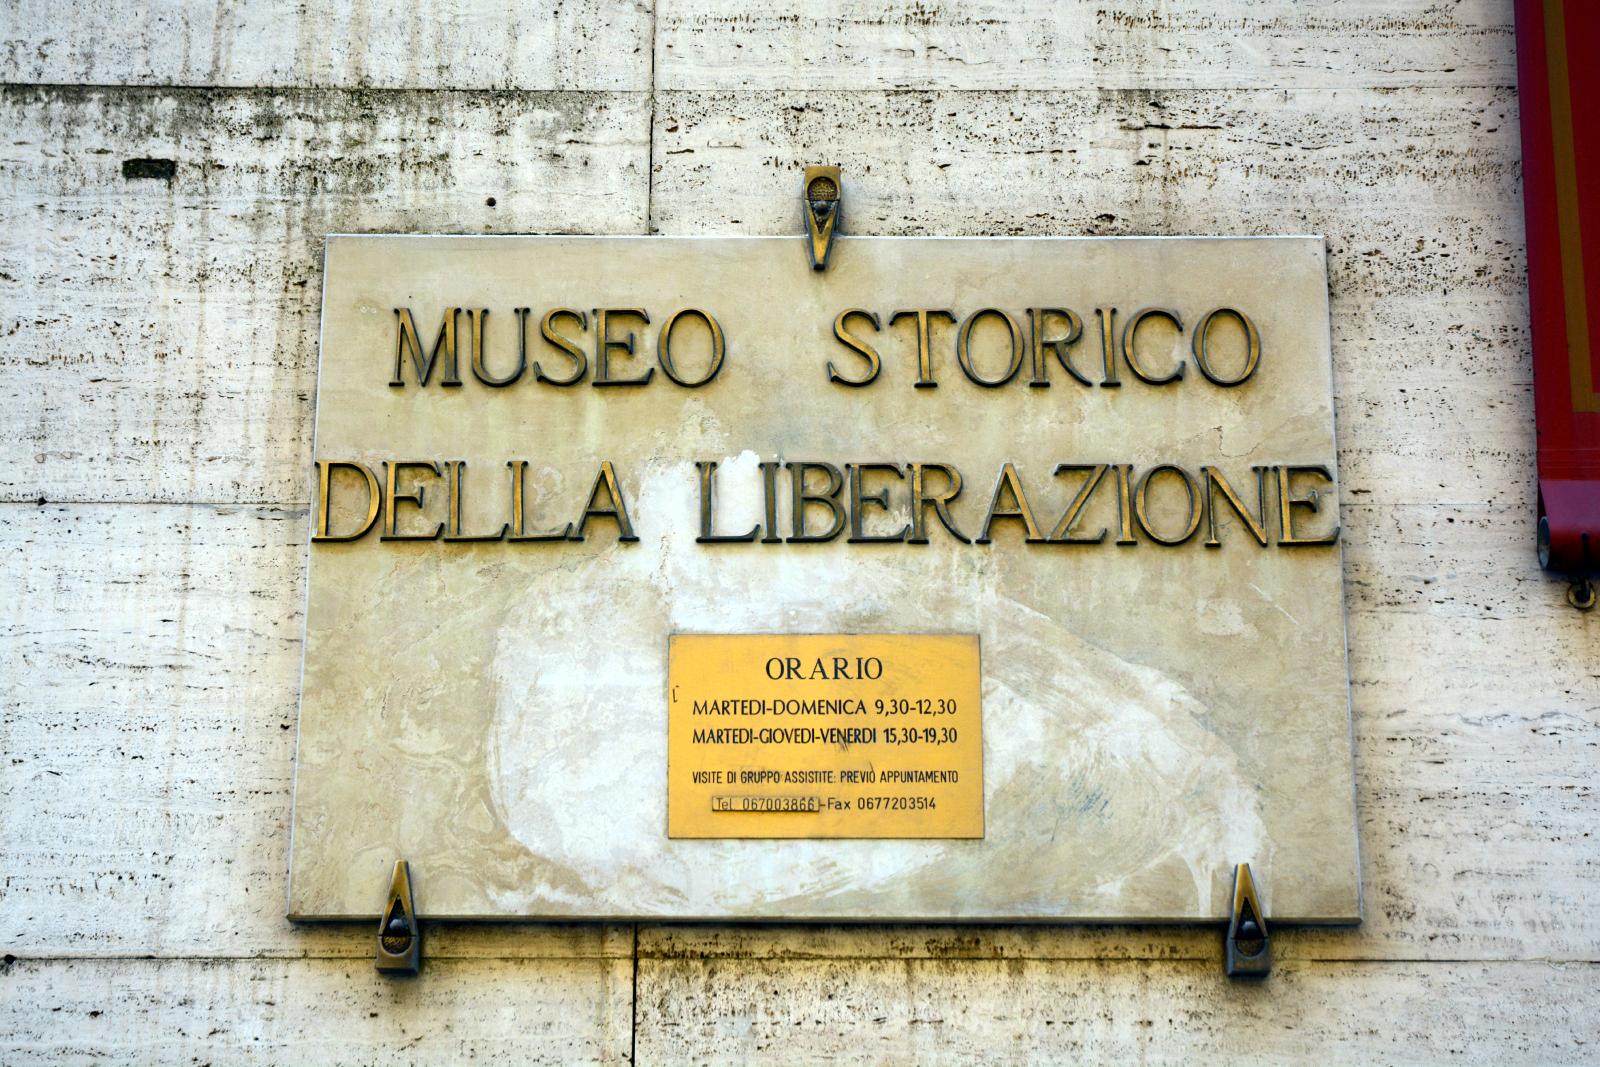 MUSEO STORICO
DELLA LIBERAZIONE
ORARIO
MARTEDI-DOMENICA 9,30-12,30
MARTEDI-GIOVEDI-VENERDI 15,30-19,30
VISITE DI GRUPPO ASSISTITE: PREVIO APPUNTAMENTO
Tel. 067003866-Fax 0677203514